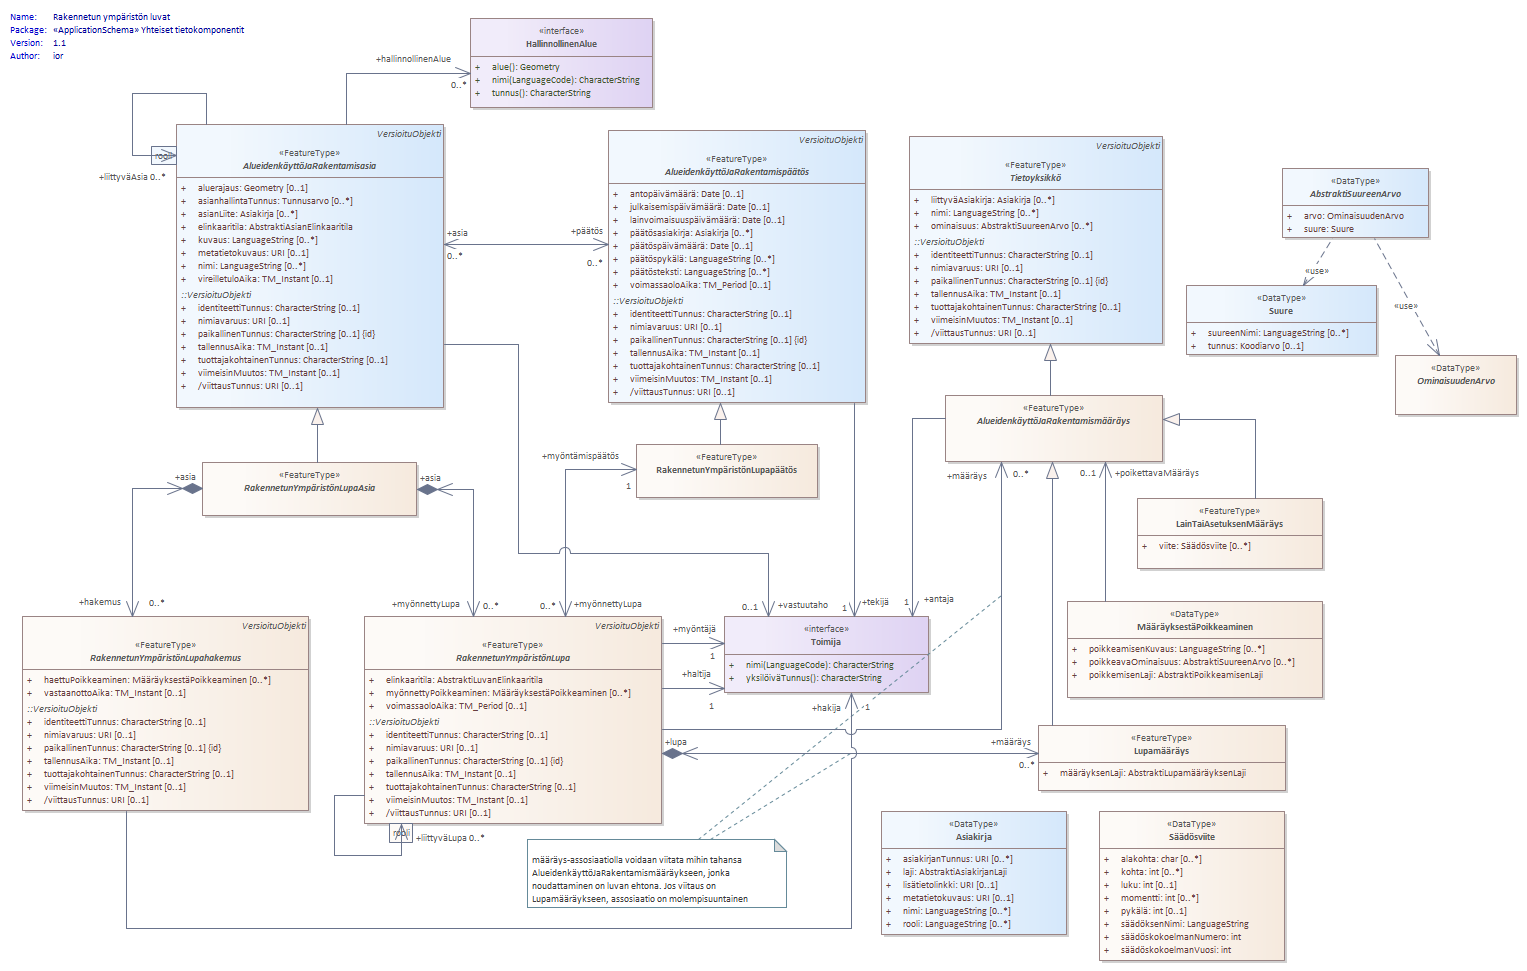 Name: Rakennetun ympäristön luvat
Package: «ApplicationSchema» Yhteiset tietokomponentit
Version: 1.1
Author: ior
«interface»
HallinnollinenAlue
+ alue(): Geometry
+ nimi(LanguageCode): CharacterString
+ tunnus(): CharacterString
+hallinnollinenAlue
0..*
VersioituObjekti
«FeatureType»
AlueidenkäyttöJaRakentamisasia
+ aluerajaus: Geometry [0..1]
+ asianhallintaTunnus: Tunnusarvo [0..*]
+ asianLiite: Asiakirja [0..*]
+ elinkaaritila: AbstraktiAsianElinkaaritila
+ kuvaus: LanguageString [0..*]
+ metatietokuvaus: URI [0..1]
+ nimi: LanguageString [0..*]
+ vireilletuloAika: TM_Instant [0..1]
::VersioituObjekti
+ identiteettiTunnus: CharacterString [0..1]
+ nimiavaruus: URI [0..1]
+ paikallinenTunnus: CharacterString [0..1] {id}
+ tallennusAika: TM_Instant [0..1]
+ tuottajakohtainenTunnus: CharacterString [0..1]
+ viimeisinMuutos: TM_Instant [0..1]
+ /viittausTunnus: URI [0..1]
rooli
+liittyväAsia 0..*
+asia
0..*
+päätös
0..*
VersioituObjekti
«FeatureType»
AlueidenkäyttöJaRakentamispäätös
+ antopäivämäärä: Date [0..1]
+ julkaisemispäivämäärä: Date [0..1]
+ lainvoimaisuuspäivämäärä: Date [0..1]
+ päätösasiakirja: Asiakirja [0..*]
+ päätöspäivämäärä: Date [0..1]
+ päätöspykälä: LanguageString [0..*]
+ päätösteksti: LanguageString [0..*]
+ voimassaoloAika: TM_Period [0..1]
::VersioituObjekti
+ identiteettiTunnus: CharacterString [0..1]
+ nimiavaruus: URI [0..1]
+ paikallinenTunnus: CharacterString [0..1] {id}
+ tallennusAika: TM_Instant [0..1]
+ tuottajakohtainenTunnus: CharacterString [0..1]
+ viimeisinMuutos: TM_Instant [0..1]
+ /viittausTunnus: URI [0..1]
VersioituObjekti
«FeatureType»
Tietoyksikkö
+ liittyväAsiakirja: Asiakirja [0..*]
+ nimi: LanguageString [0..*]
+ ominaisuus: AbstraktiSuureenArvo [0..*]
::VersioituObjekti
+ identiteettiTunnus: CharacterString [0..1]
+ nimiavaruus: URI [0..1]
+ paikallinenTunnus: CharacterString [0..1] {id}
+ tallennusAika: TM_Instant [0..1]
+ tuottajakohtainenTunnus: CharacterString [0..1]
+ viimeisinMuutos: TM_Instant [0..1]
+ /viittausTunnus: URI [0..1]
«DataType»
AbstraktiSuureenArvo
+ arvo: OminaisuudenArvo
+ suure: Suure
«use»
«use»
«DataType»
Suure
+ suureenNimi: LanguageString [0..*]
+ tunnus: Koodiarvo [0..1]
«DataType»
OminaisuudenArvo
«FeatureType»
AlueidenkäyttöJaRakentamismääräys
«FeatureType»
RakennetunYmpäristönLupaAsia
+asia
+asia
«FeatureType»
RakennetunYmpäristönLupapäätös
+myöntämispäätös
1
+määräys
0..*
0..1
+poikettavaMääräys
«FeatureType»
LainTaiAsetuksenMääräys
+ viite: Säädösviite [0..*]
+hakemus
0..*
+myönnettyLupa
0..*
0..*
+myönnettyLupa
0..1
+vastuutaho
1
+tekijä
1
+antaja
VersioituObjekti
«FeatureType»
RakennetunYmpäristönLupahakemus
+ haettuPoikkeaminen: MääräyksestäPoikkeaminen [0..*]
+ vastaanottoAika: TM_Instant [0..1]
::VersioituObjekti
+ identiteettiTunnus: CharacterString [0..1]
+ nimiavaruus: URI [0..1]
+ paikallinenTunnus: CharacterString [0..1] {id}
+ tallennusAika: TM_Instant [0..1]
+ tuottajakohtainenTunnus: CharacterString [0..1]
+ viimeisinMuutos: TM_Instant [0..1]
+ /viittausTunnus: URI [0..1]
VersioituObjekti
«FeatureType»
RakennetunYmpäristönLupa
+ elinkaaritila: AbstraktiLuvanElinkaaritila
+ myönnettyPoikkeaminen: MääräyksestäPoikkeaminen [0..*]
+ voimassaoloAika: TM_Period [0..1]
::VersioituObjekti
+ identiteettiTunnus: CharacterString [0..1]
+ nimiavaruus: URI [0..1]
+ paikallinenTunnus: CharacterString [0..1] {id}
+ tallennusAika: TM_Instant [0..1]
+ tuottajakohtainenTunnus: CharacterString [0..1]
+ viimeisinMuutos: TM_Instant [0..1]
+ /viittausTunnus: URI [0..1]
rooli
+liittyväLupa 0..*
+myöntäjä
1
+haltija
1
«interface»
Toimija
+ nimi(LanguageCode): CharacterString
+ yksilöiväTunnus(): CharacterString
+hakija
1
«DataType»
MääräyksestäPoikkeaminen
+ poikkeamisenKuvaus: LanguageString [0..*]
+ poikkeavaOminaisuus: AbstraktiSuureenArvo [0..*]
+ poikkemisenLaji: AbstraktiPoikkeamisenLaji
+lupa
+määräys
0..*
«FeatureType»
Lupamääräys
+ määräyksenLaji: AbstraktiLupamääräyksenLaji
määräys-assosiaatiolla voidaan viitata mihin tahansa
AlueidenkäyttöJaRakentamismääräykseen, jonka
noudattaminen on luvan ehtona. Jos viitaus on
Lupamääräykseen, assosiaatio on molempisuuntainen
«DataType»
Asiakirja
+ asiakirjanTunnus: URI [0..*]
+ laji: AbstraktiAsiakirjanLaji
+ lisätietolinkki: URI [0..1]
+ metatietokuvaus: URI [0..1]
+ nimi: LanguageString [0..*]
+ rooli: LanguageString [0..*]
«DataType»
Säädösviite
+ alakohta: char [0..*]
+ kohta: int [0..*]
+ luku: int [0..1]
+ momentti: int [0..*]
+ pykälä: int [0..1]
+ säädöksenNimi: LanguageString
+ säädöskokoelmanNumero: int
+ säädöskokoelmanVuosi: int